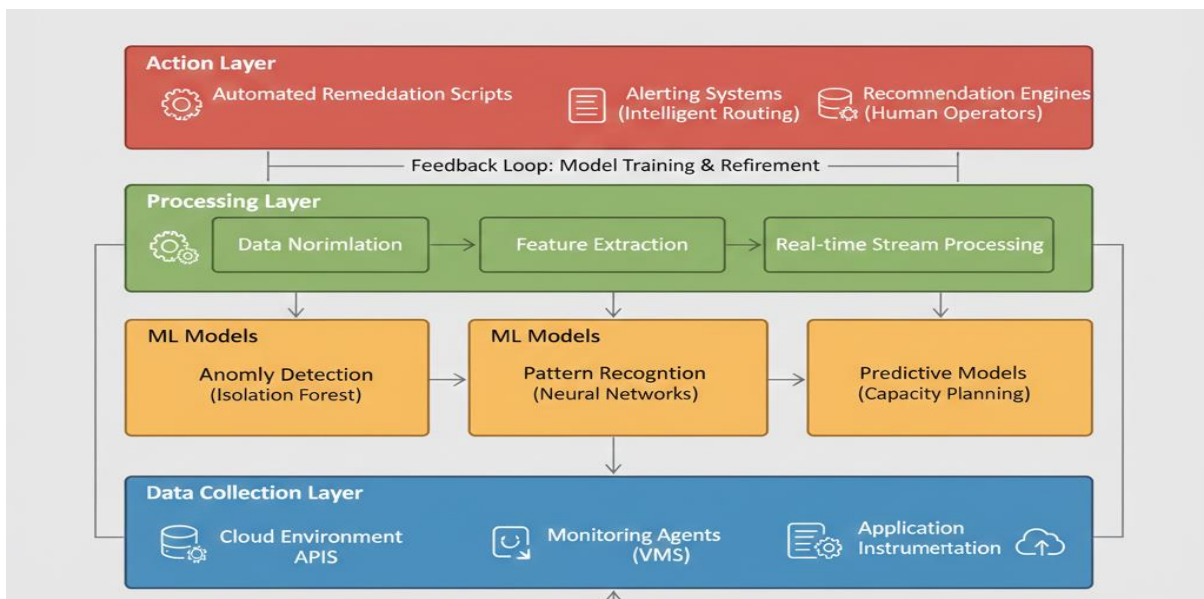 Action Layer
Automated Remeddation Scripts
Alerting Systems
(Intelligent Routing)
Recomnendation Engines
(Human Operators)
Feedback Loop: Model Training & Refirement
Processing Layer
Data Norimlation
Feature Extraction
Real-time Stream Processing
ML Models
Anomly Detection
(Isolation Forest)
ML Models
Pattern Recogntion
(Neural Networks)
Predictive Models
(Capacity Planning)
Data Collection Layer
Cloud Environment
APIS
Monitoring Agents
(VMS)
Application
Instrumertation